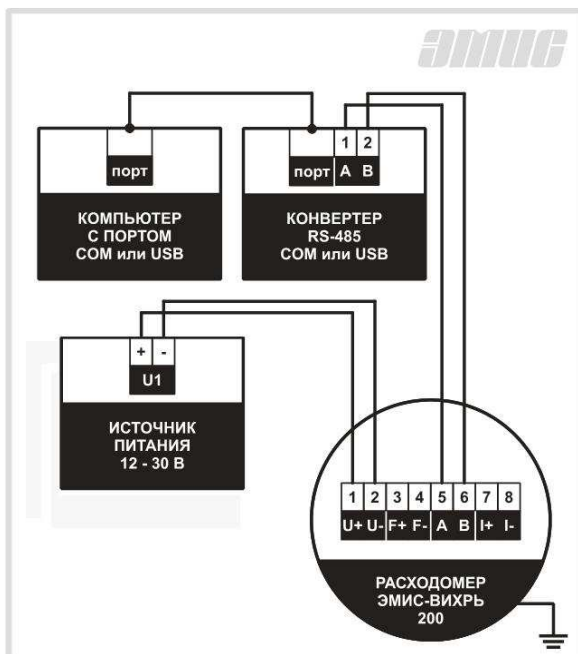 ЭМИС
1 2
порт
порт A B
КОМПЬЮТЕР
С ПОРТОМ
COM или USB
КОНВЕРТЕР
RS-485
COM или USB
+ -
U1
ИСТОЧНИК
ПИТАНИЯ
12 - 30 В
1 2 3 4 5 6 7 8
U+ U- F+ F- A B I+ I-
РАСХОДОМЕР
ЭМИС-ВИХРЬ
200